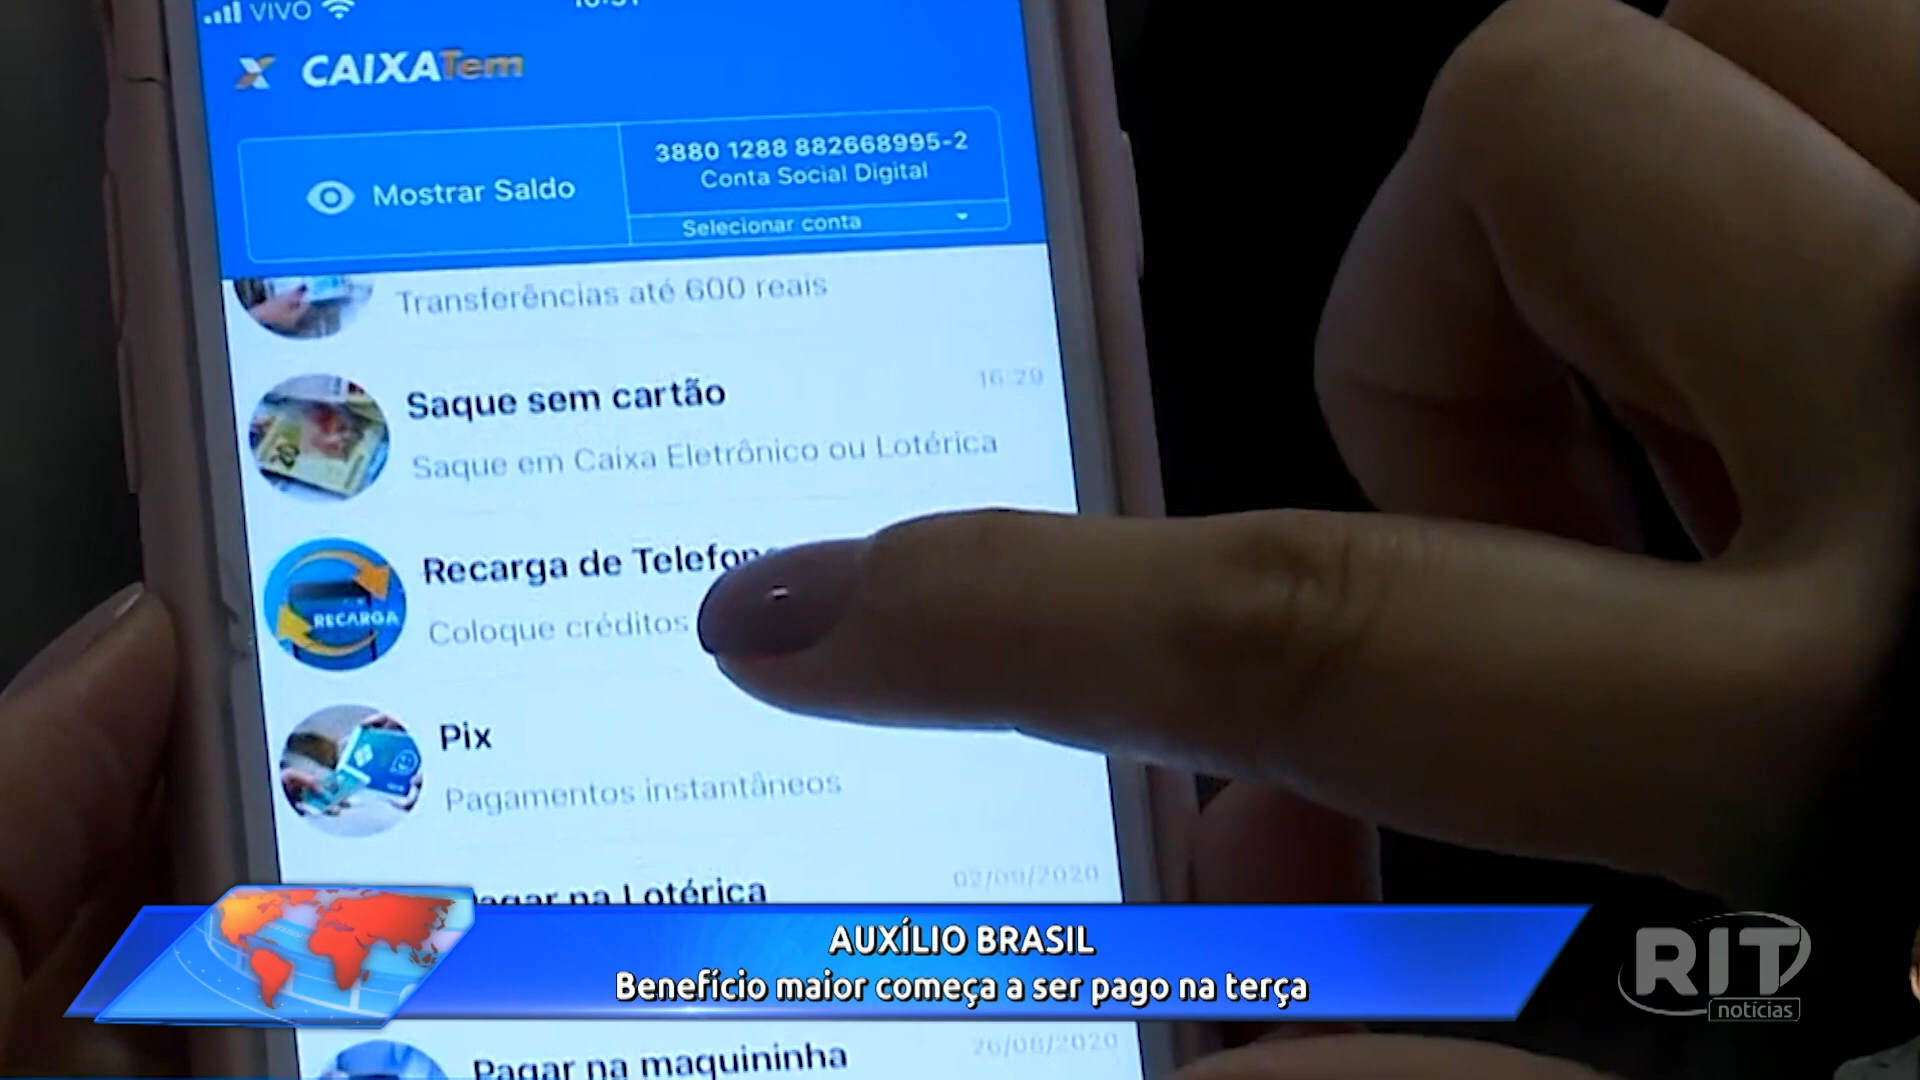 VIVO
CAIXATem
3880 1288 882668995-2
Conta Social Digital
Mostrar Saldo
Selecionar conta
Transferências até 600 reais
Saque sem cartão
16:29
Saque em Caixa Eletrônico ou Lotérica
Recarga de Telefon
RECARGA
Coloque créditos
Pix
Pagamentos instantâneos
Pagar na Lotérica
02/09/2020
AUXÍLIO BRASIL
Benefício maior começa a ser pago na terça
RIT
notícias
Pagar na maquininha
26/08/2020